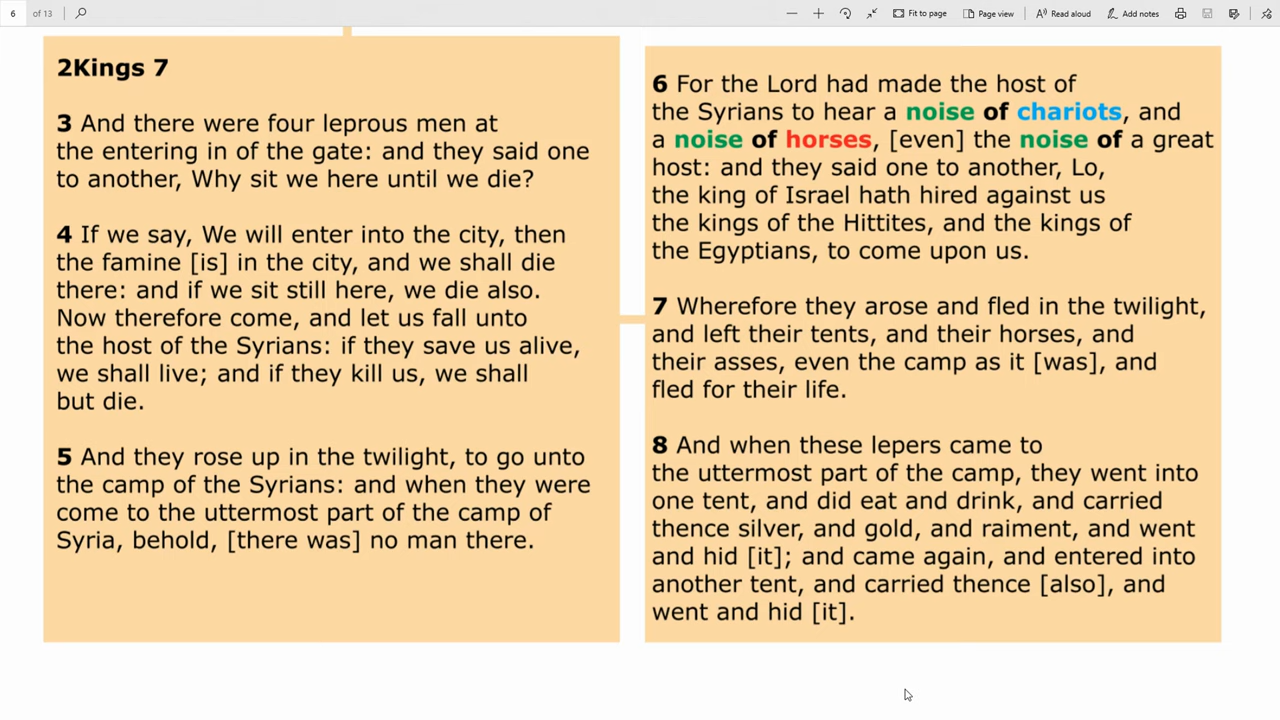 6 of 13
Fit to page
Page view
Read aloud
Add notes
2Kings 7
3 And there were four leprous men at
the entering in of the gate: and they said one
to another, Why sit we here until we die?
4 If we say, We will enter into the city, then
the famine [is] in the city, and we shall die
there: and if we sit still here, we die also.
Now therefore come, and let us fall unto
the host of the Syrians: if they save us alive,
we shall live; and if they kill us, we shall
but die.
5 And they rose up in the twilight, to go unto
the camp of the Syrians: and when they were
come to the uttermost part of the camp of
Syria, behold, [there was] no man there.
6 For the Lord had made the host of
the Syrians to hear a noise of chariots, and
a noise of horses, [even] the noise of a great
host: and they said one to another, Lo,
the king of Israel hath hired against us
the kings of the Hittites, and the kings of
the Egyptians, to come upon us.
7 Wherefore they arose and fled in the twilight,
and left their tents, and their horses, and
their asses, even the camp as it [was], and
fled for their life.
8 And when these lepers came to
the uttermost part of the camp, they went into
one tent, and did eat and drink, and carried
thence silver, and gold, and raiment, and went
and hid [it]; and came again, and entered into
another tent, and carried thence [also], and
went and hid [it].